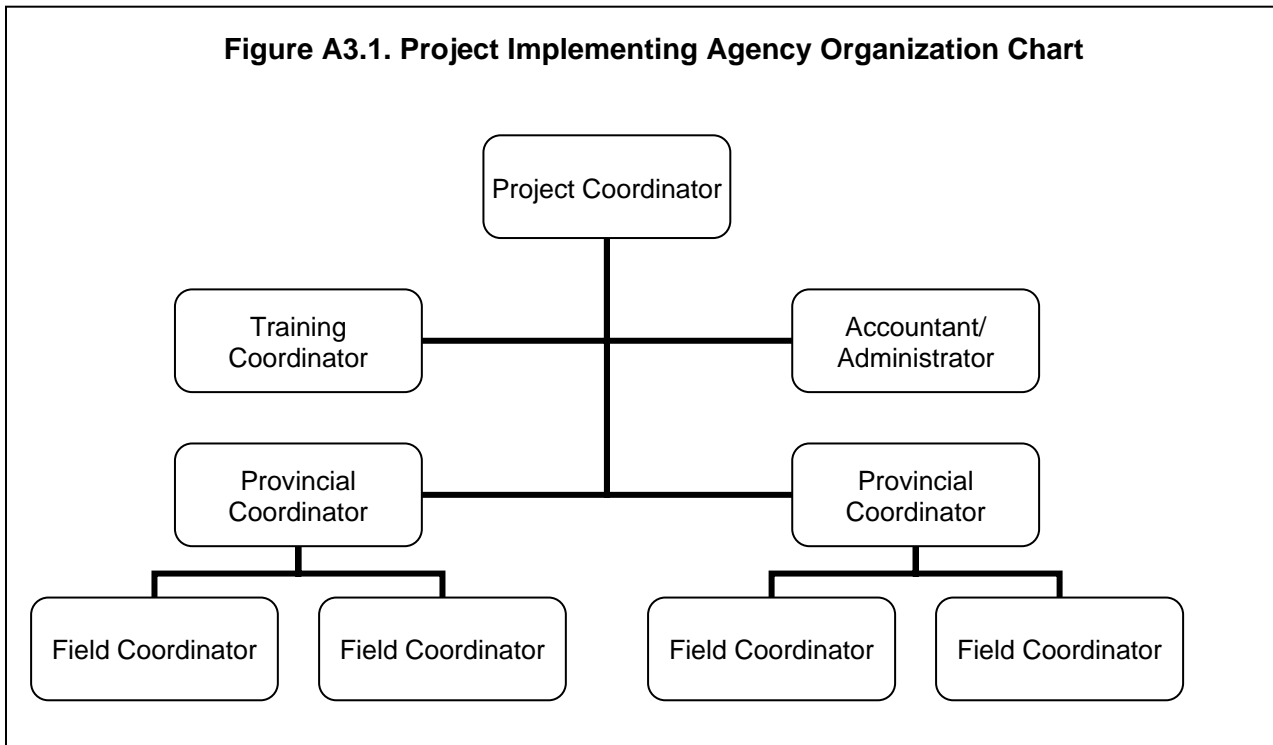 Figure A3.1. Project Implementing Agency Organization Chart
Project Coordinator
Training
Coordinator
Accountant/
Administrator
Provincial
Coordinator
Provincial
Coordinator
Field Coordinator
Field Coordinator
Field Coordinator
Field Coordinator